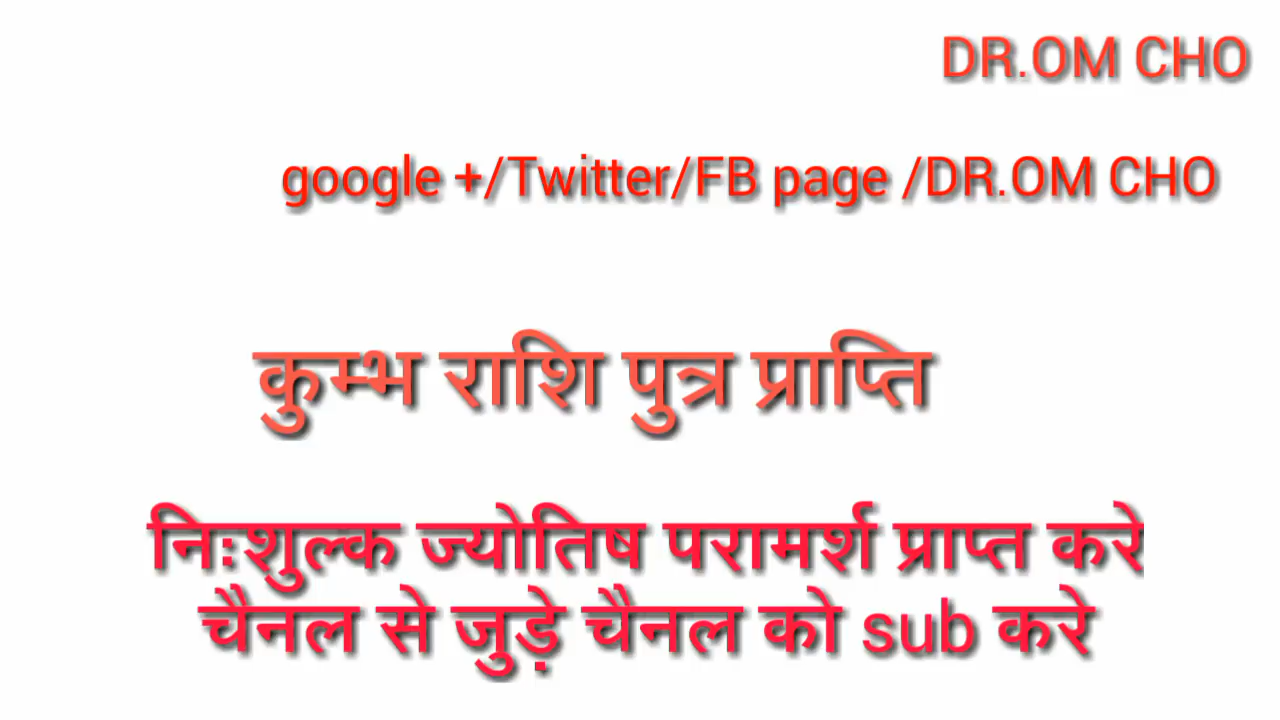 DR.OM CHO
google +/Twitter/FB page /DR.OM CHO
कुम्भ राशि पुत्र प्राप्ति
निःशुल्क ज्योतिष परामर्श प्राप्त करे
चैनल से जुड़े चैनल को sub करे